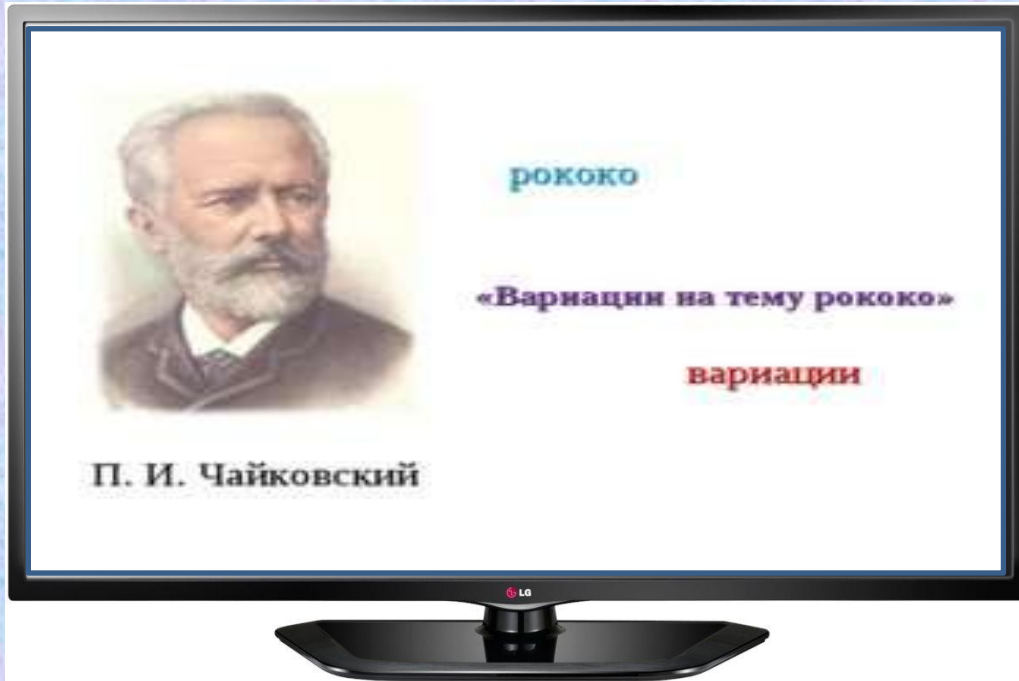 рококо
«Вариации на тему рококо»
вариации
П. И. Чайковский
LG